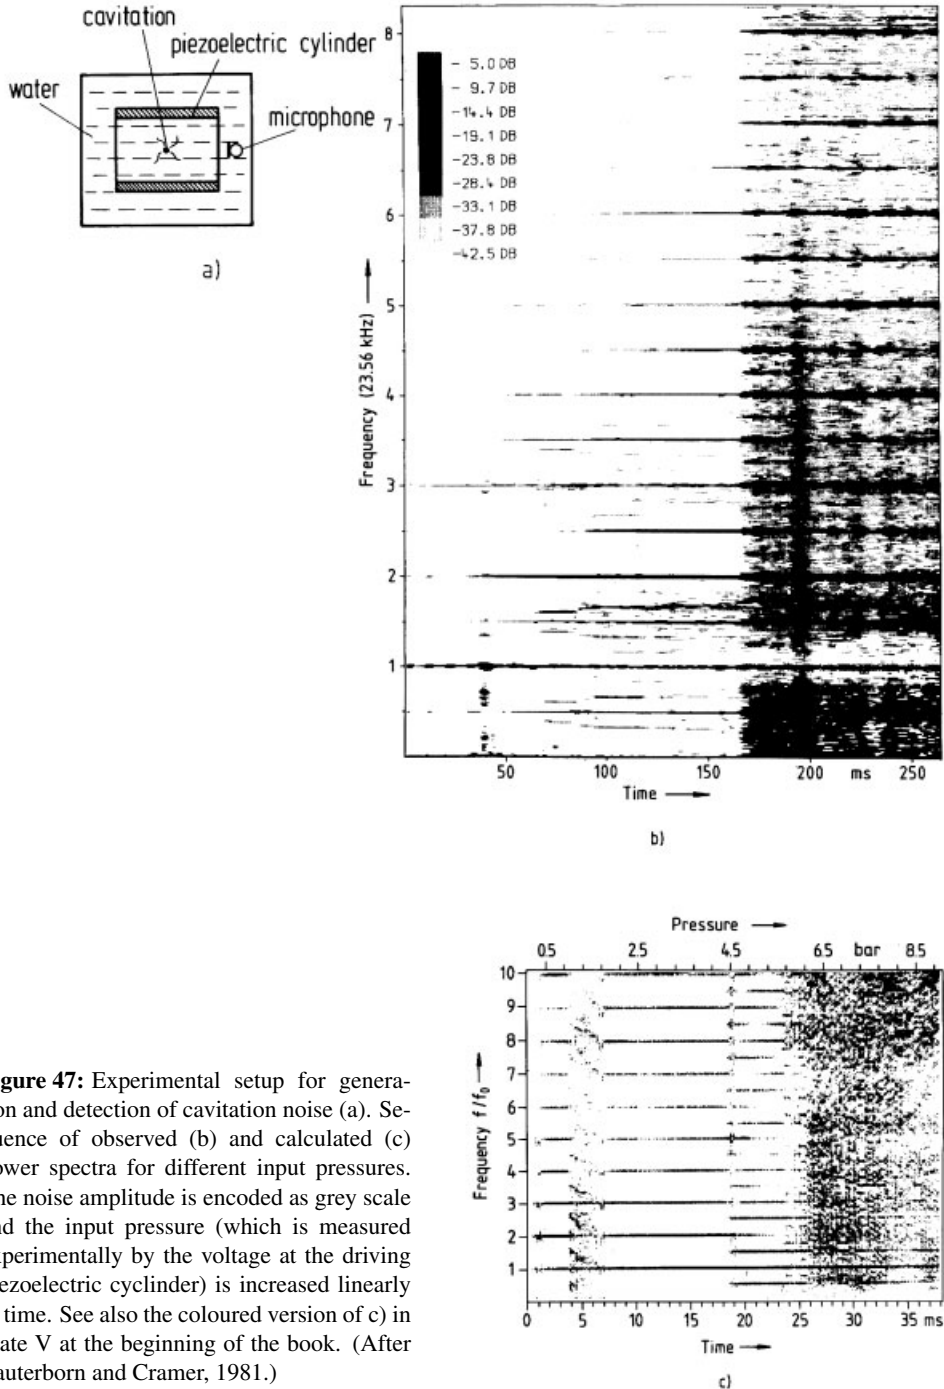 cavitation
piezoelectric cylinder
water
microphone
a)
8
7
6
5
4
3
2
1
Frequency (23.56 kHz)
- 5.0 DB
- 9.7 DB
-14.4 DB
-19.1 DB
-23.8 DB
-28.4 DB
-33.1 DB
-37.8 DB
-42.5 DB
50 100 150 200 ms 250
Time
b)
Pressure
0.5 2.5 4.5 6.5 bar 8.5
10
9
8
7
6
5
4
3
2
1
Frequency f/f0
0 5 10 15 20 25 30 35 ms
Time
c)
gure 47: Experimental setup for genera-
on and detection of cavitation noise (a). Se-
uence of observed (b) and calculated (c)
ower spectra for different input pressures.
he noise amplitude is encoded as grey scale
nd the input pressure (which is measured
xperimentally by the voltage at the driving
iezoelectric cyclinder) is increased linearly
time. See also the coloured version of c) in
ate V at the beginning of the book. (After
auterborn and Cramer, 1981.)